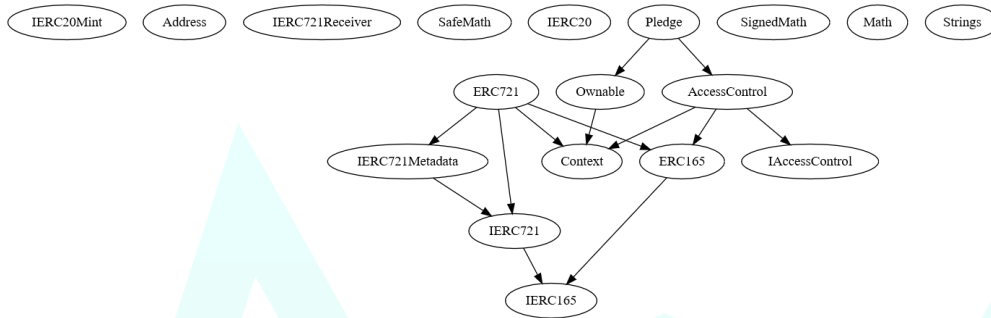 IERC20Mint Address IERC721Receiver SafeMath IERC20 Pledge SignedMath Math Strings
ERC721 Ownable AccessControl
IERC721Metadata Context ERC165 IAccessControl
IERC721
IERC165